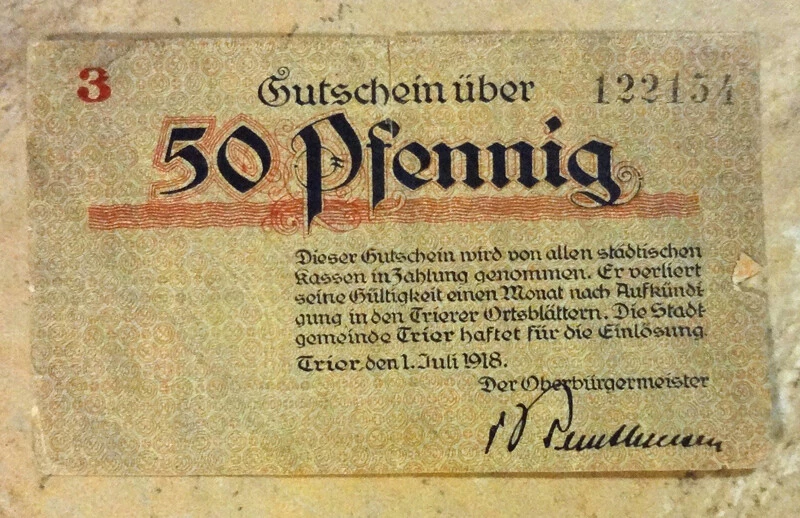 3
Gutschein über
122154
50 Pfennig
Dieser Gutschein wird von allen städtischen
Kassen in Zahlung genommen. Er verliert
seine Gültigkeit einen Monat nach Aufkündi
gung in den Trierer Ortsblättern. Die Stadt
gemeinde Trier haftet für die Einlösung.
Trier, den 1. Juli 1918.
Der Oberbürgermeister